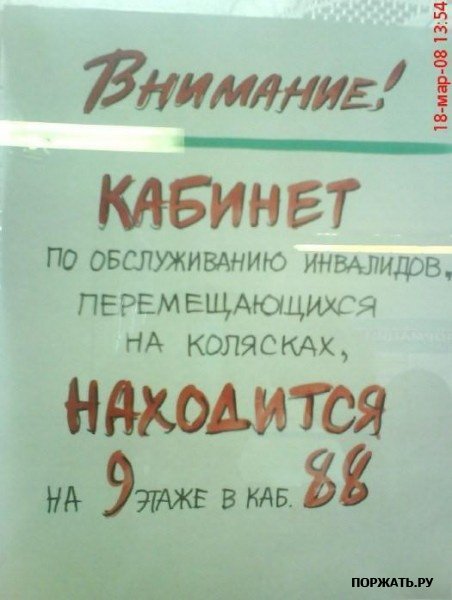 18-мар-08 13:54
Внимание!
КАБИНЕТ
ПО ОБСЛУЖИВАНИЮ ИНВАЛИДОВ,
ПЕРЕМЕЩАЮЩИХСЯ
НА КОЛЯСКАХ,
НАХОДИТСЯ
НА 9 ЭТАЖЕ В КАБ. 88
ПОРЖАТЬ.РУ